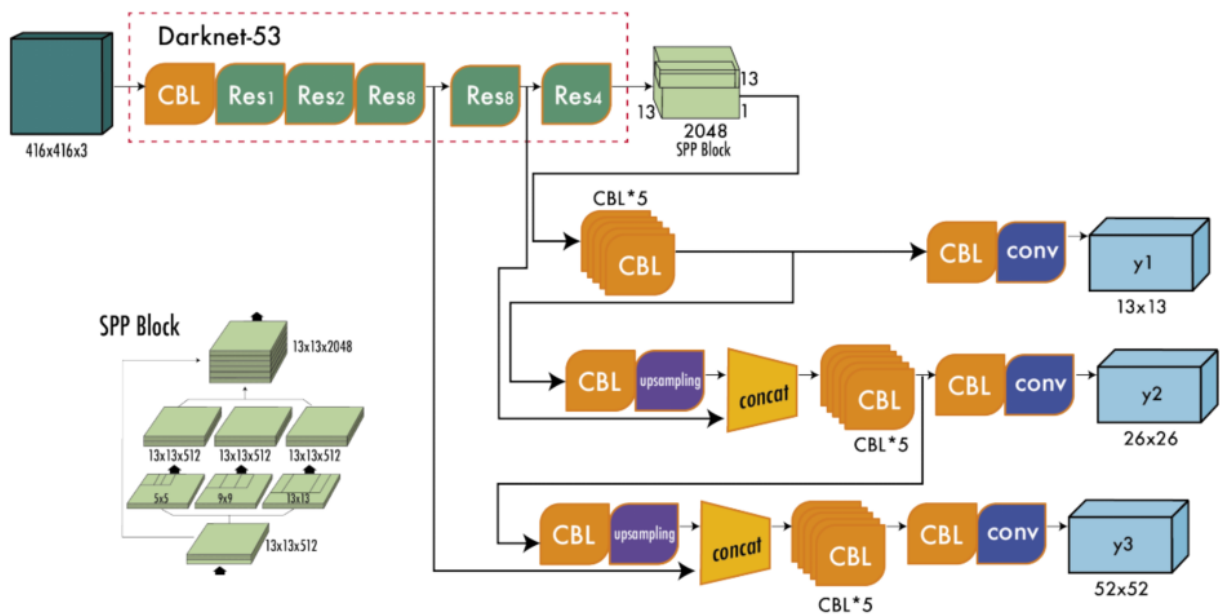 Darknet-53
CBL
Res1
Res2
Res8
Res8
Res4
416x416x3
13
13
1
2048
SPP Block
CBL*5
CBL
CBL
conv
y1
13x13
SPP Block
13x13x2048
13x13x512
13x13x512
13x13x512
5x5
9x9
13x13
13x13x512
CBL
upsampling
concat
CBL
CBL*5
CBL
conv
y2
26x26
CBL
upsampling
concat
CBL
CBL*5
CBL
conv
y3
52x52